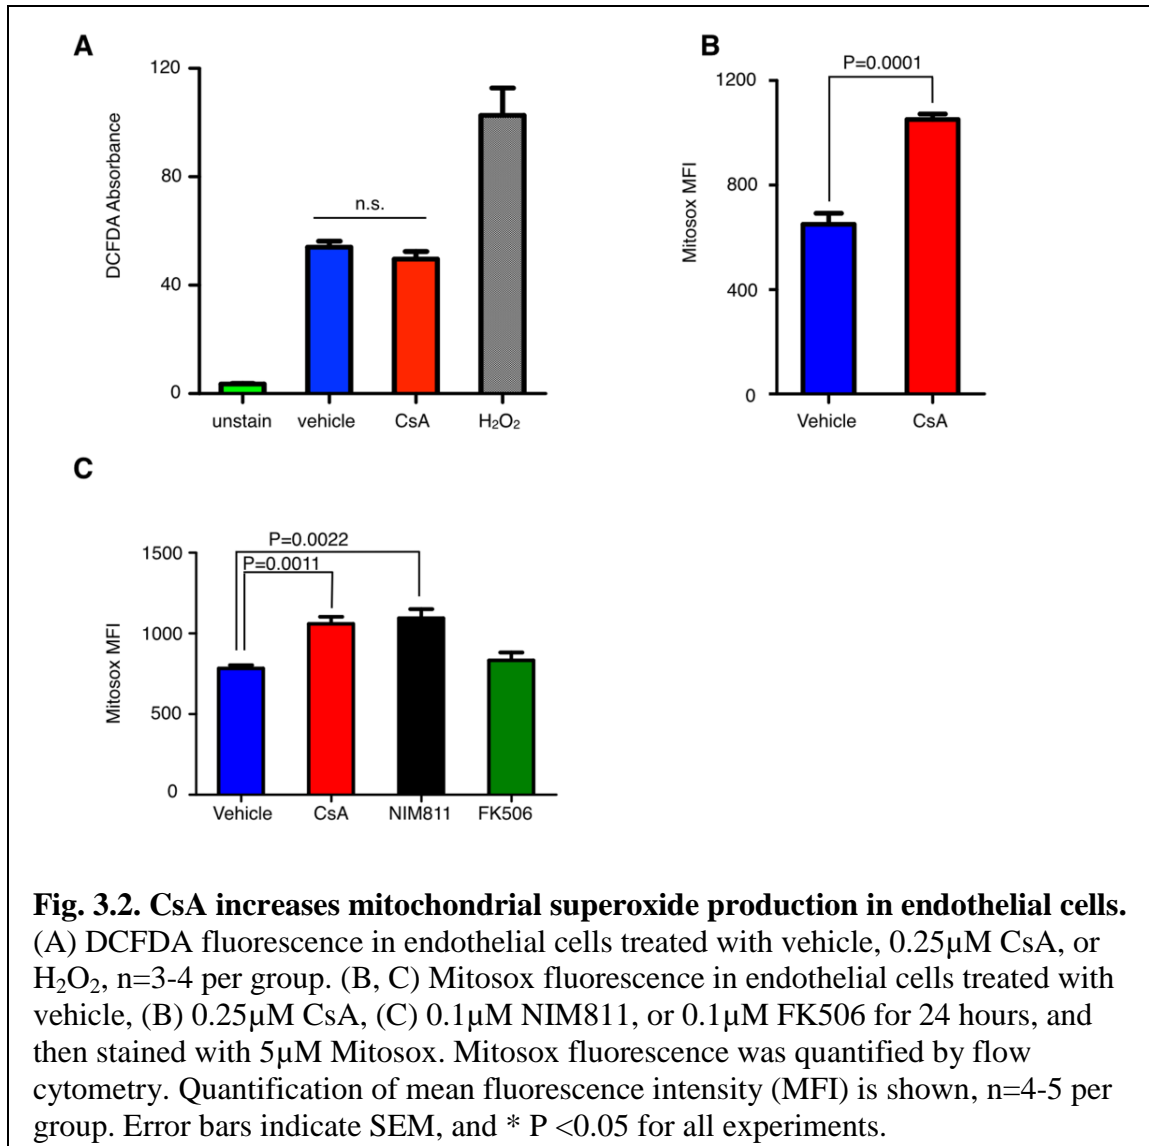 A
120
80
40
0
DCFDA Absorbance
n.s.
unstain vehicle CsA H₂O₂
B
P=0.0001
1200
800
400
0
Mitosox MFI
Vehicle CsA
C
P=0.0022
P=0.0011
1500
1000
500
0
Mitosox MFI
Vehicle CsA NIM811 FK506
Fig. 3.2. CsA increases mitochondrial superoxide production in endothelial cells.
(A) DCFDA fluorescence in endothelial cells treated with vehicle, 0.25µM CsA, or
H₂O₂, n=3-4 per group. (B, C) Mitosox fluorescence in endothelial cells treated with
vehicle, (B) 0.25µM CsA, (C) 0.1µM NIM811, or 0.1µM FK506 for 24 hours, and
then stained with 5µM Mitosox. Mitosox fluorescence was quantified by flow
cytometry. Quantification of mean fluorescence intensity (MFI) is shown, n=4-5 per
group. Error bars indicate SEM, and * P <0.05 for all experiments.